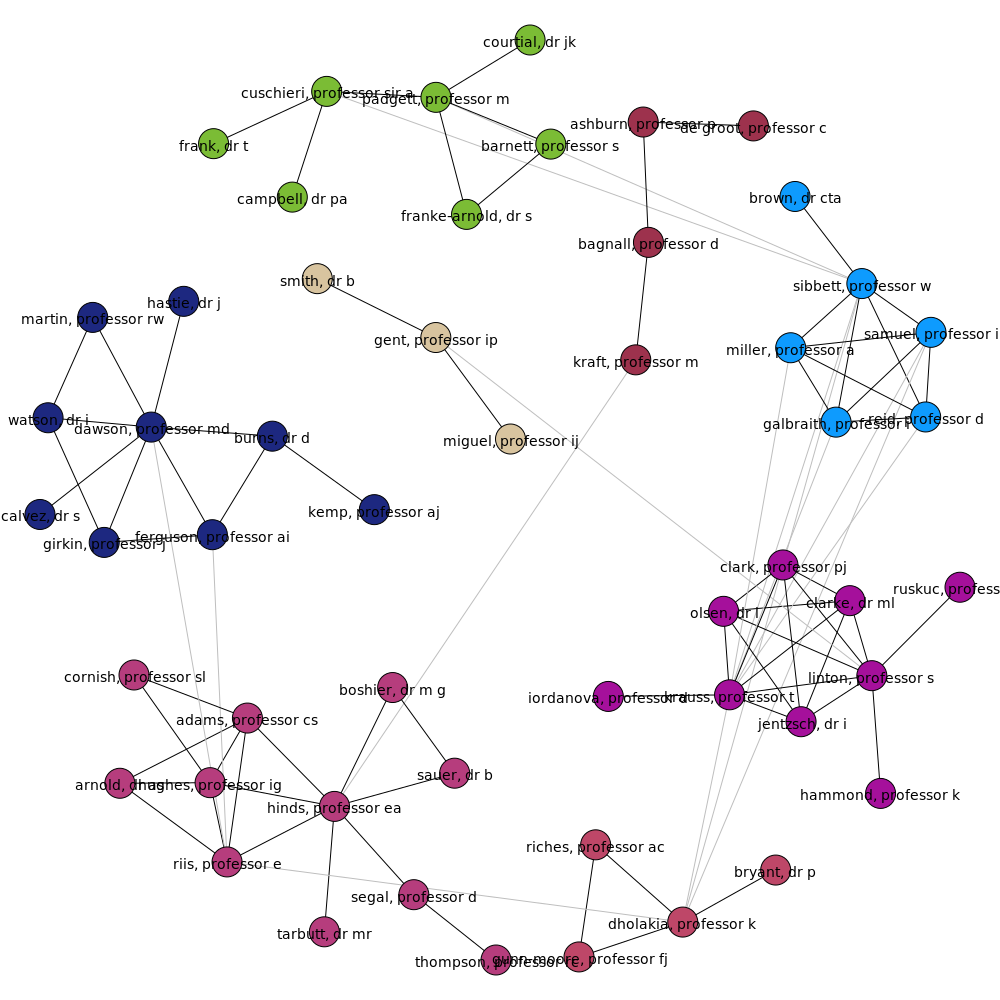 courtial, dr jk
cuschieri, professor sir a
padgett, professor m
ashburn, professor p
de groot, professor c
frank, dr t
barnett, professor s
campbell, dr pa
brown, dr cta
franke-arnold, dr s
bagnall, professor d
smith, dr b
sibbett, professor w
hastie, dr j
martin, professor rw
gent, professor ip
samuel, professor i
miller, professor a
kraft, professor m
watson, dr i
dawson, professor md
burns, dr d
galbraith, professor i
reid, professor d
miguel, professor ij
calvez, dr s
kemp, professor aj
girkin, professor j
ferguson, professor ai
clark, professor pj
ruskuc, profess
clarke, dr ml
olsen, dr l
cornish, professor sl
linton, professor s
boshier, dr m g
iordanova, professor d
krauss, professor t
adams, professor cs
jentzsch, dr i
sauer, dr b
arnold, dr
hughes, professor ig
hammond, professor k
hinds, professor ea
riches, professor ac
riis, professor e
bryant, dr p
segal, professor d
dholakia, professor k
tarbutt, dr mr
thompson, professor
gunn-moore, professor fj